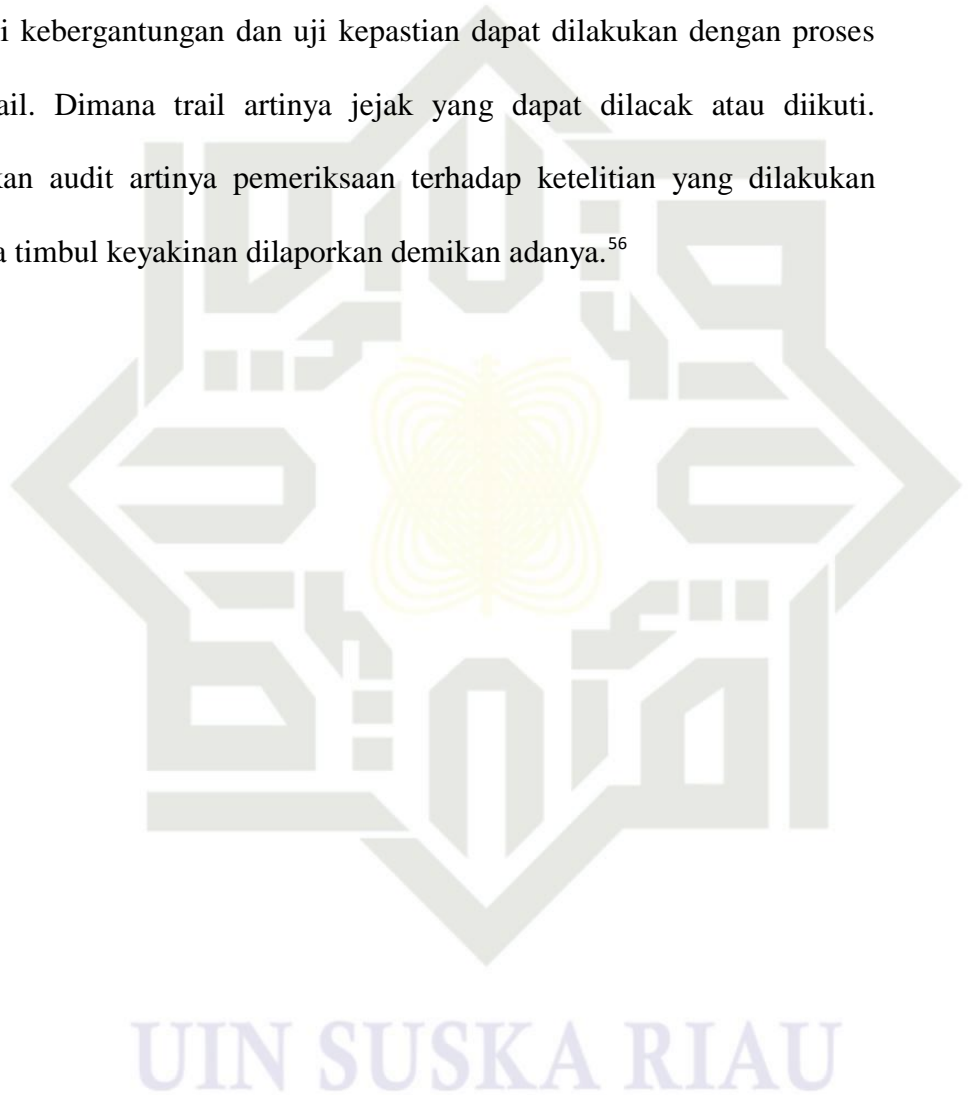 i kebergantungan dan uji kepastian dapat dilakukan dengan proses
ail. Dimana trail artinya jejak yang dapat dilacak atau diikuti.
kan audit artinya pemeriksaan terhadap ketelitian yang dilakukan
a timbul keyakinan dilaporkan demikan adanya.56
UIN SUSKA RIAU